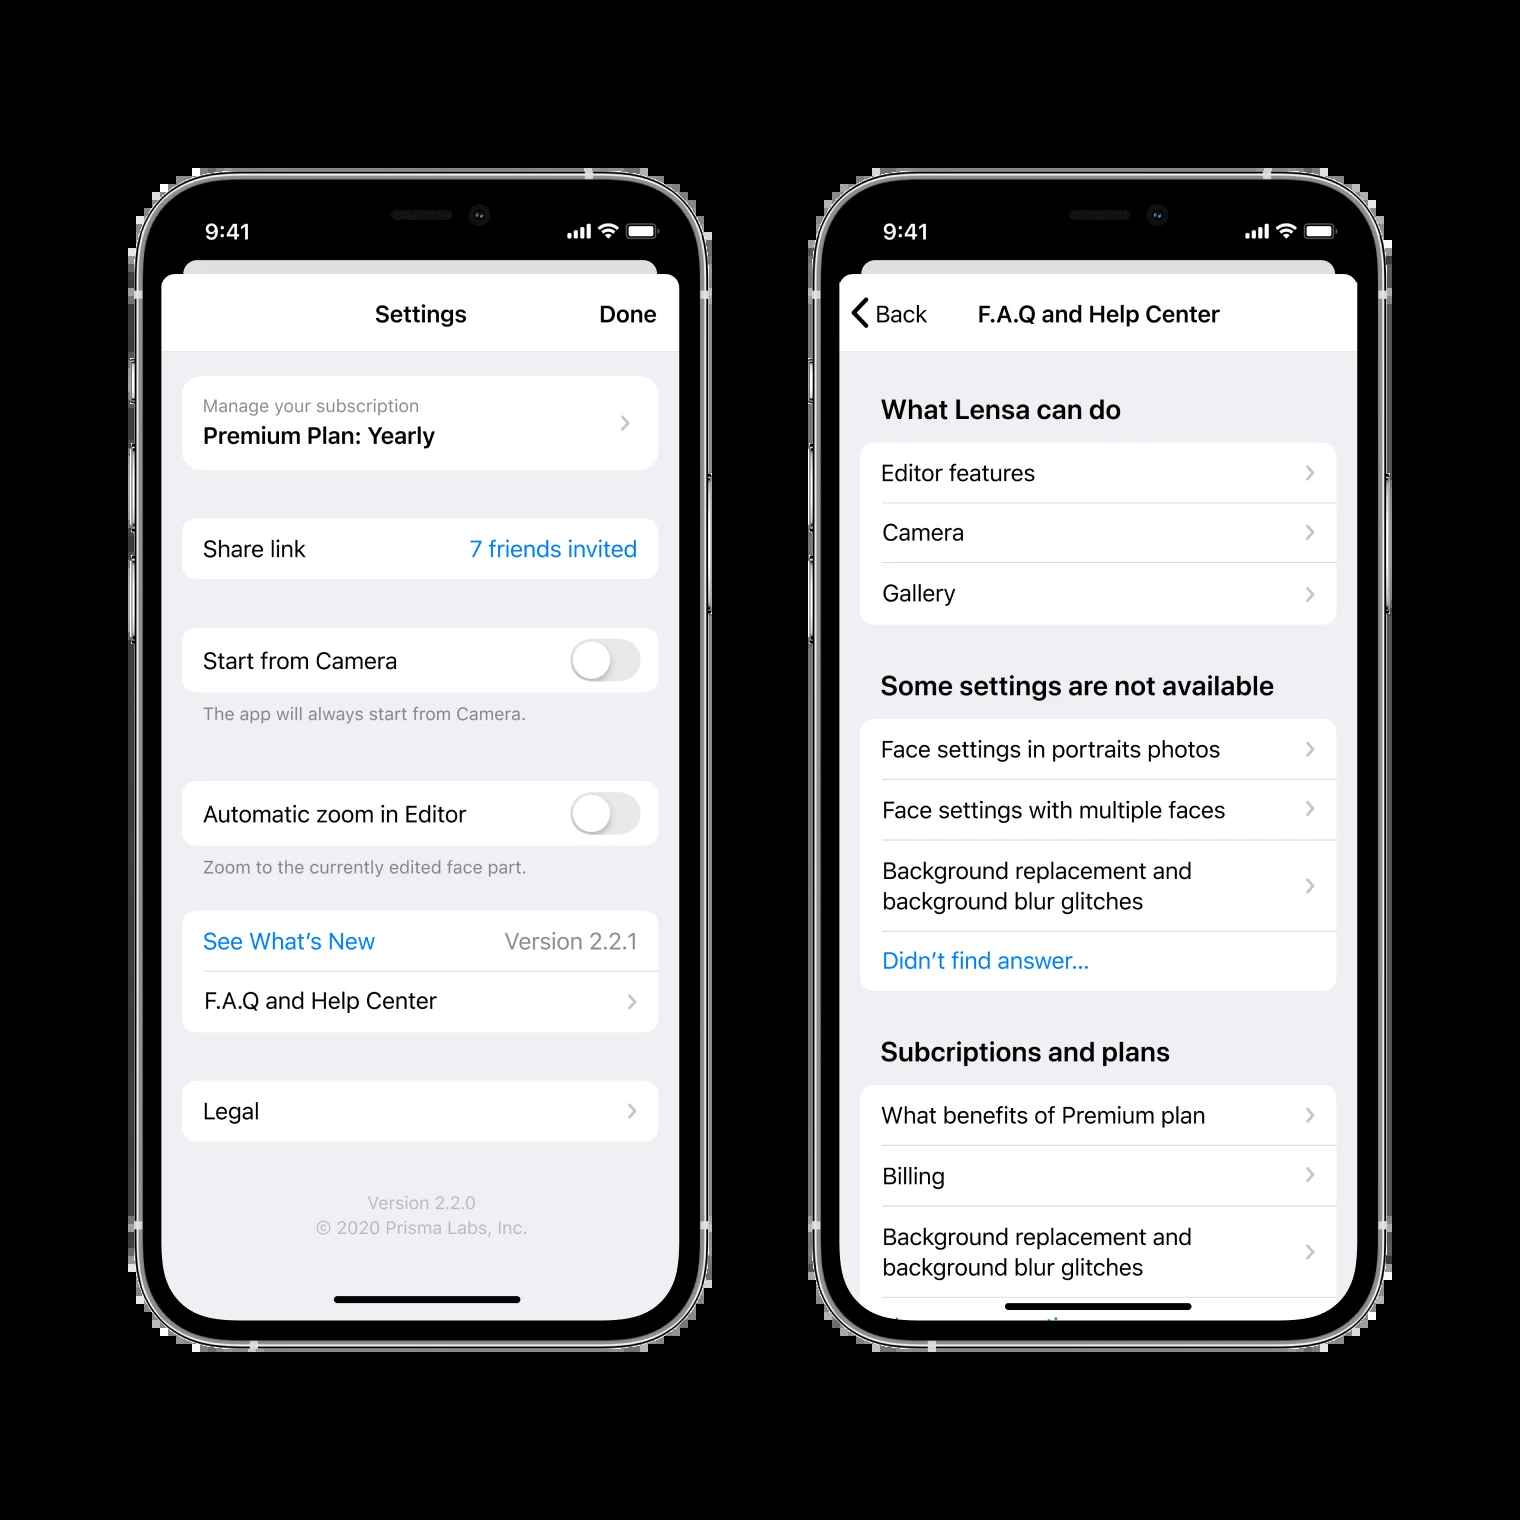 9:41
Settings
Done
Manage your subscription
Premium Plan: Yearly
Share link
7 friends invited
Start from Camera
The app will always start from Camera.
Automatic zoom in Editor
Zoom to the currently edited face part.
See What’s New
Version 2.2.1
F.A.Q and Help Center
Legal
Version 2.2.0
© 2020 Prisma Labs, Inc.
9:41
Back
F.A.Q and Help Center
What Lensa can do
Editor features
Camera
Gallery
Some settings are not available
Face settings in portraits photos
Face settings with multiple faces
Background replacement and
background blur glitches
Didn’t find answer...
Subcriptions and plans
What benefits of Premium plan
Billing
Background replacement and
background blur glitches